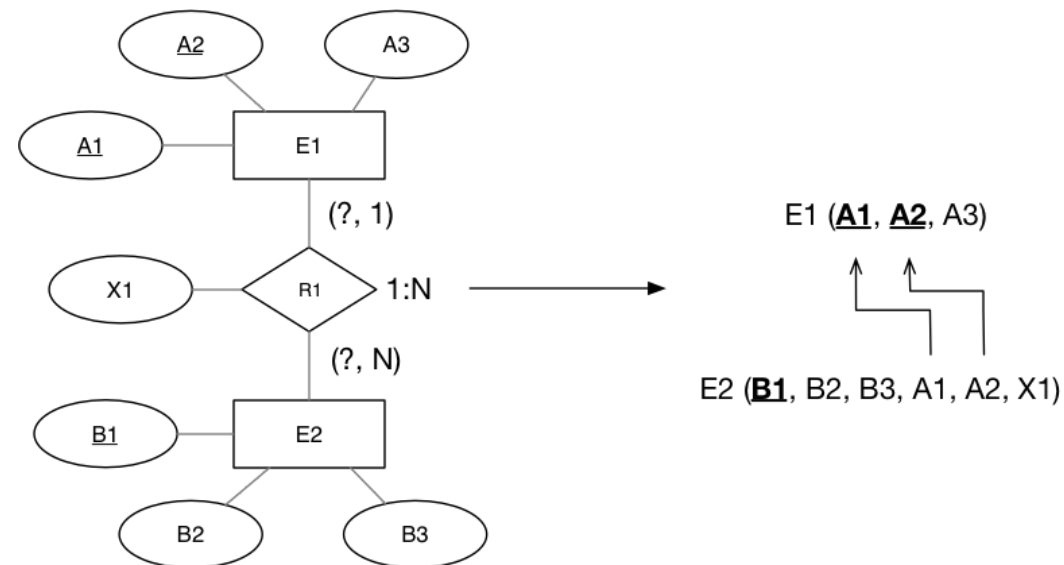 A2
A3
A1
E1
(?, 1)
X1
R1
1:N
(?, N)
B1
E2
B2
B3
E1 (A1, A2, A3)
E2 (B1, B2, B3, A1, A2, X1)